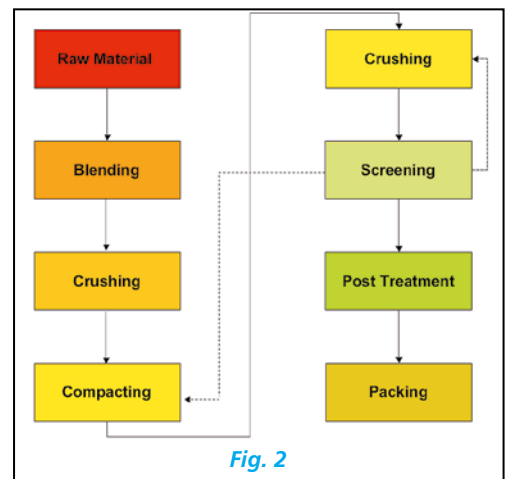 Raw Material
Blending
Crushing
Compacting
Crushing
Screening
Post Treatment
Packing
Fig. 2